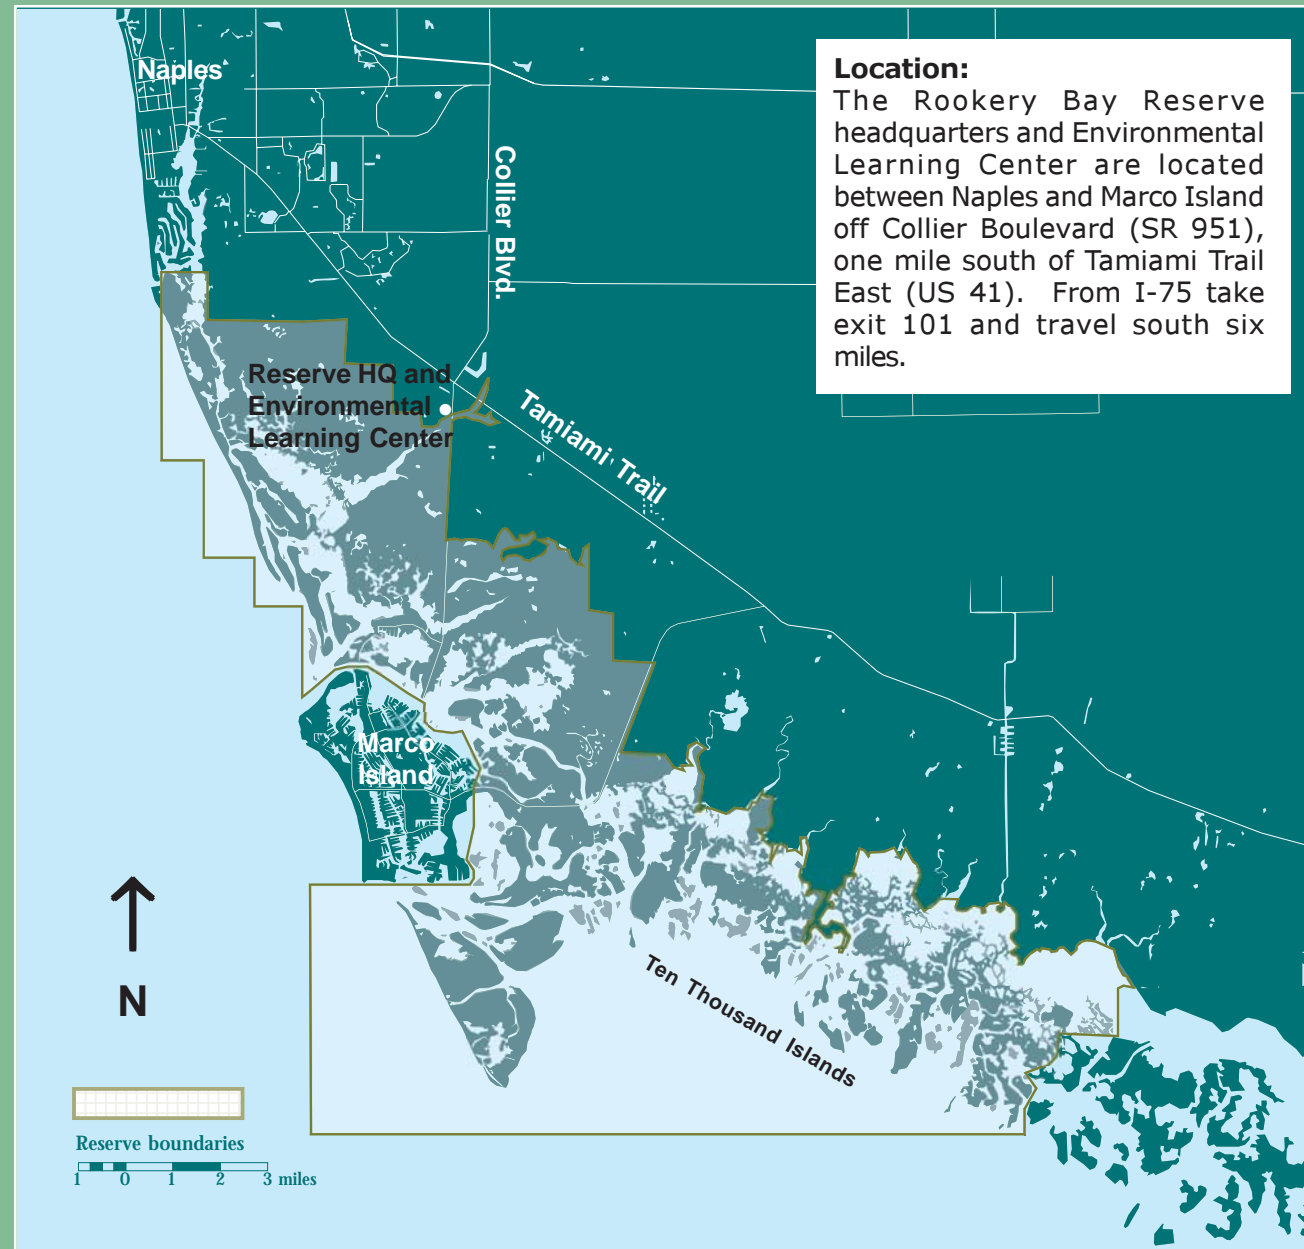 Naples
Location:
The Rookery Bay Reserve
headquarters and Environmental
Learning Center are located
between Naples and Marco Island
off Collier Boulevard (SR 951),
one mile south of Tamiami Trail
East (US 41). From I-75 take
exit 101 and travel south six
miles.
Collier Blvd.
Reserve HQ and
Environmental
Learning Center
Tamiami Trail
Marco
Island
Ten Thousand Islands
N
Reserve boundaries
1 0 1 2 3 miles